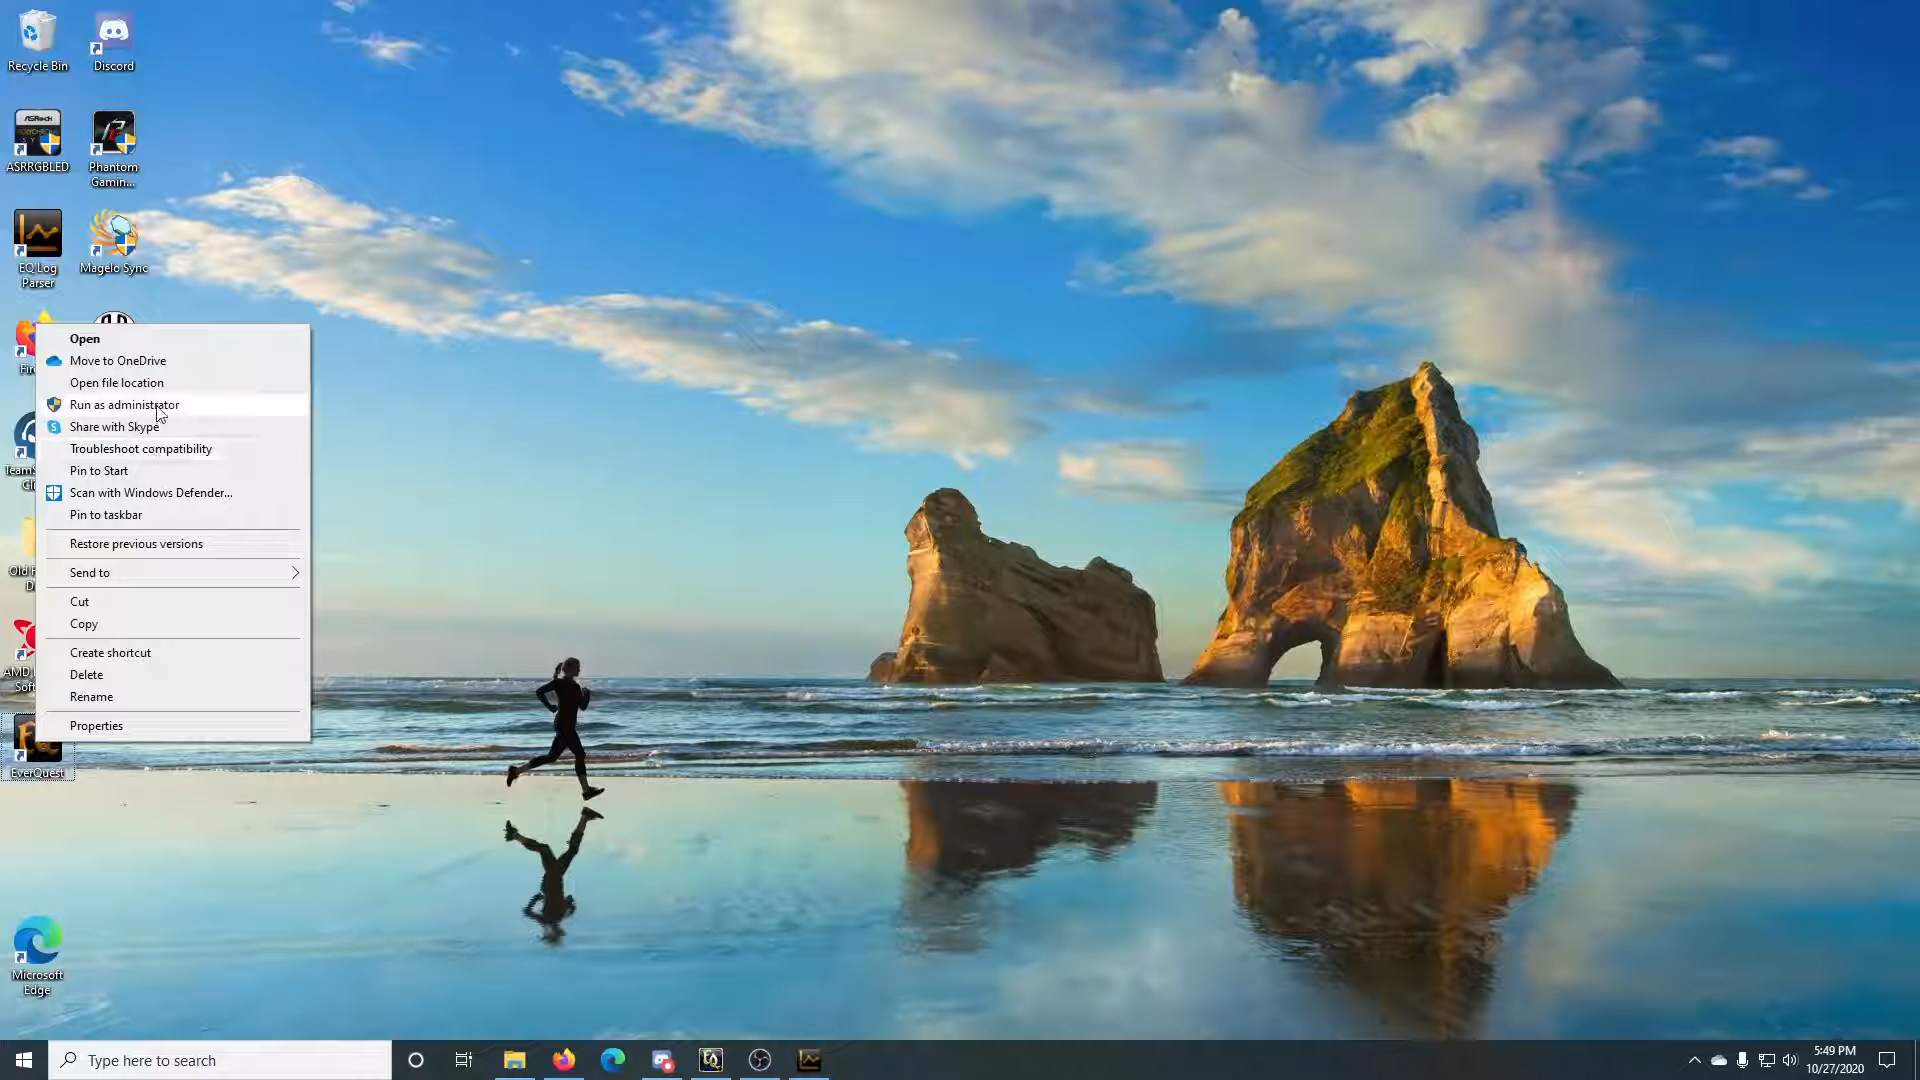 Recycle Bin
Discord
ASRock
ASRRGBLED
Phantom
Gamin...
EQ Log
Parser
Magelo Sync
Open
Move to OneDrive
Open file location
Run as administrator
Share with Skype
Troubleshoot compatibility
Pin to Start
Scan with Windows Defender...
Pin to taskbar
Restore previous versions
Send to
Cut
Copy
Create shortcut
Delete
Rename
Properties
EverQuest
Microsoft
Edge
Type here to search
5:49 PM
10/27/2020